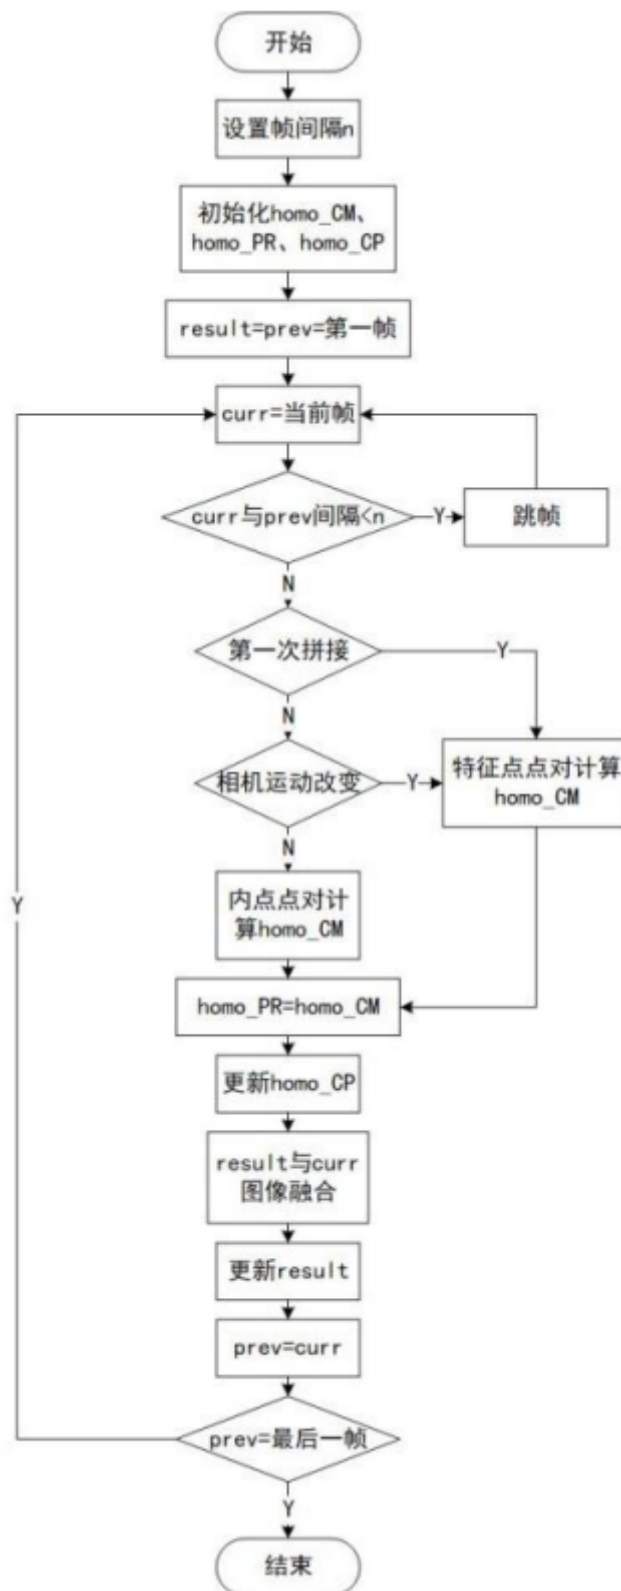 开始
设置帧间隔n
初始化homo_CM、
homo_PR、homo_CP
result=prev=第一帧
curr=当前帧
curr与prev间隔<n
Y
跳帧
N
第一次拼接
Y
N
相机运动改变
Y
特征点点对计算
homo_CM
N
内点点对计
算homo_CM
Y
homo_PR=homo_CM
更新homo_CP
result与curr
图像融合
更新result
prev=curr
prev=最后一帧
Y
结束